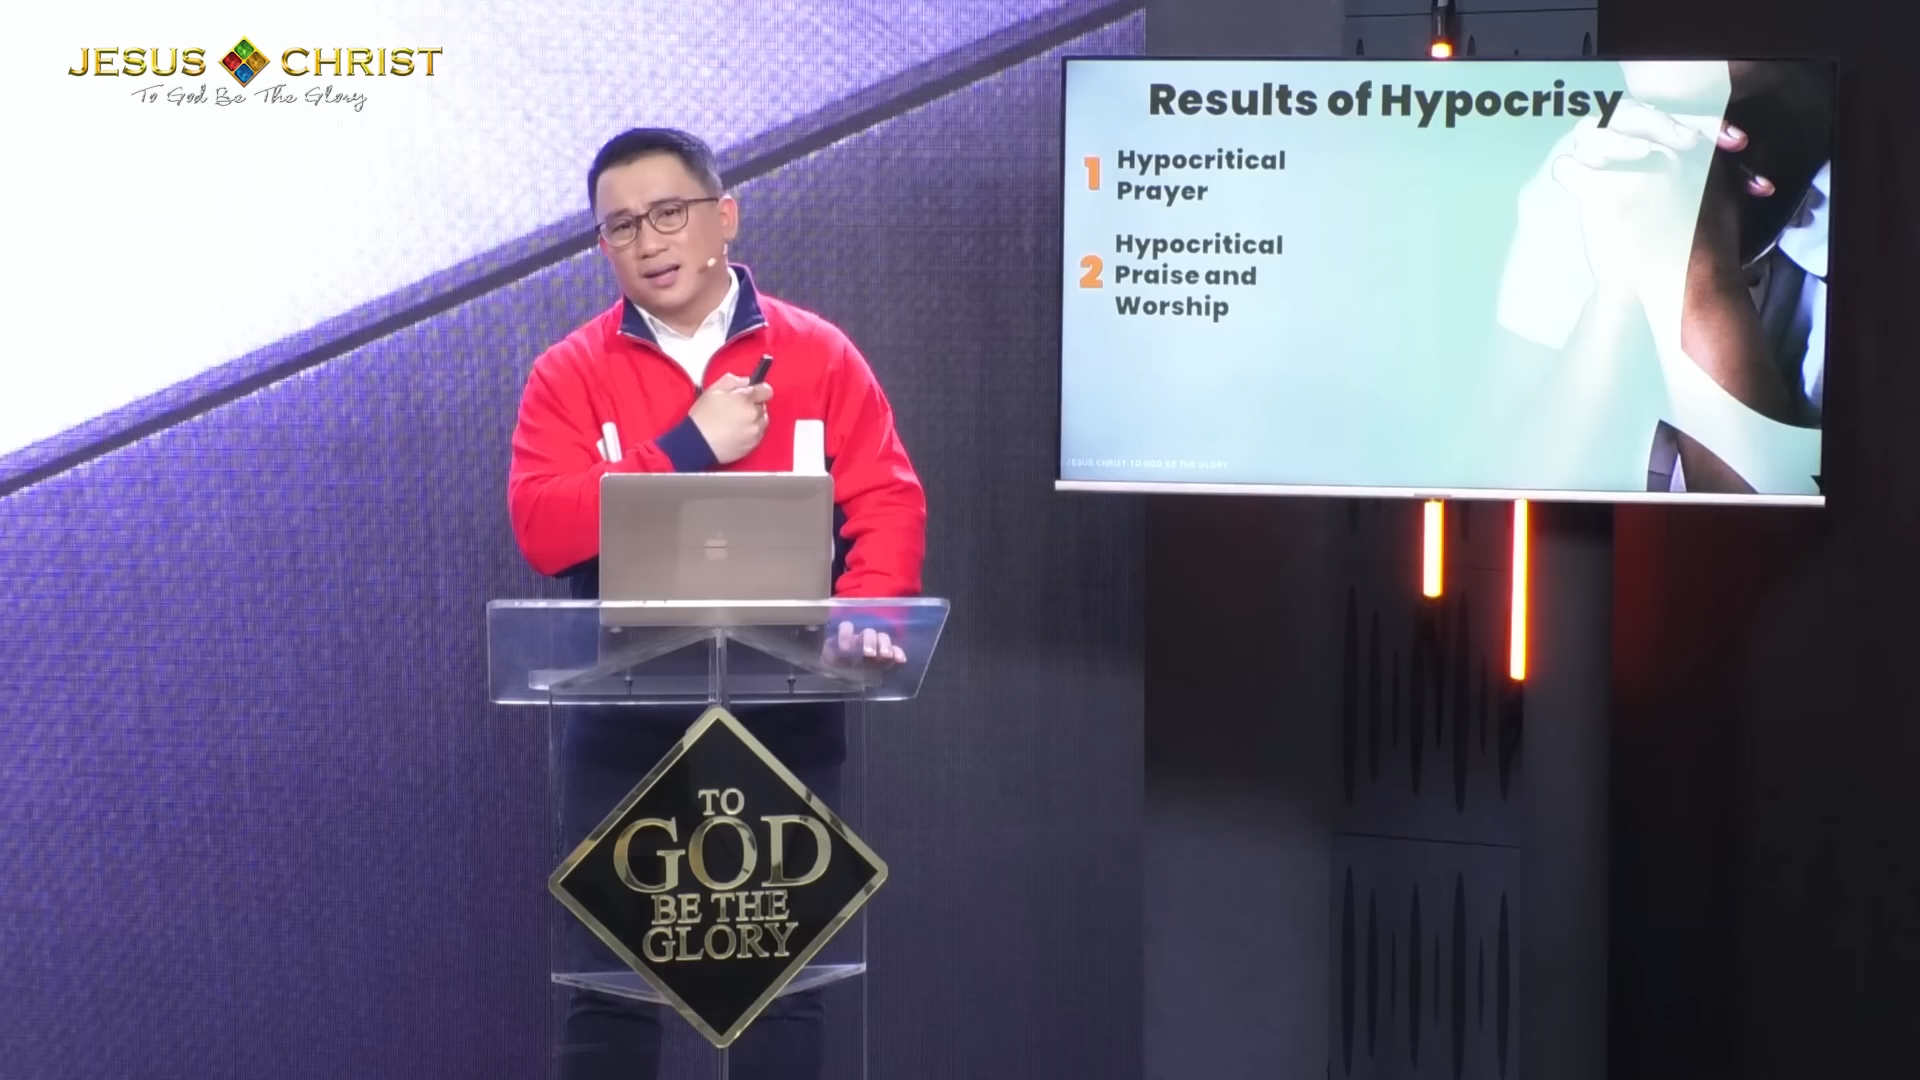 JESUS CHRIST
To God Be The Glory
Results of Hypocrisy
1 Hypocritical
Prayer
2 Hypocritical
Praise and
Worship
JESUS CHRIST TO GOD BE THE GLORY
TO
GOD
BE THE
GLORY